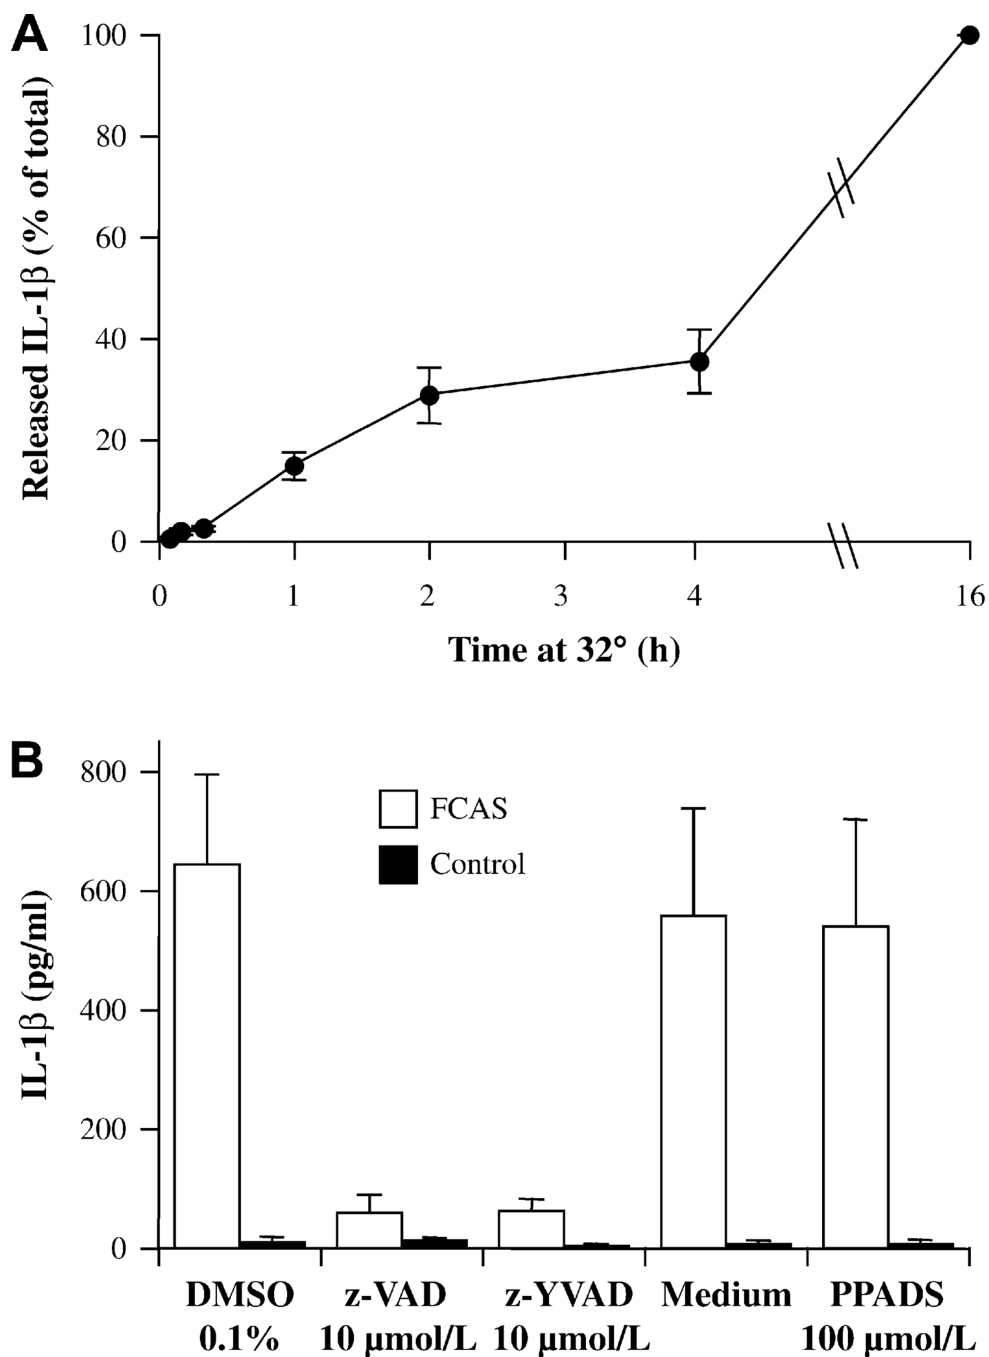 A
Released IL-1β (% of total)
100
80
60
40
20
0
0 1 2 3 4 16
Time at 32° (h)
B
IL-1β (pg/ml)
800
600
400
200
0
FCAS
Control
DMSO z-VAD z-YVAD Medium PPADS
0.1% 10 μmol/L 10 μmol/L 100 μmol/L